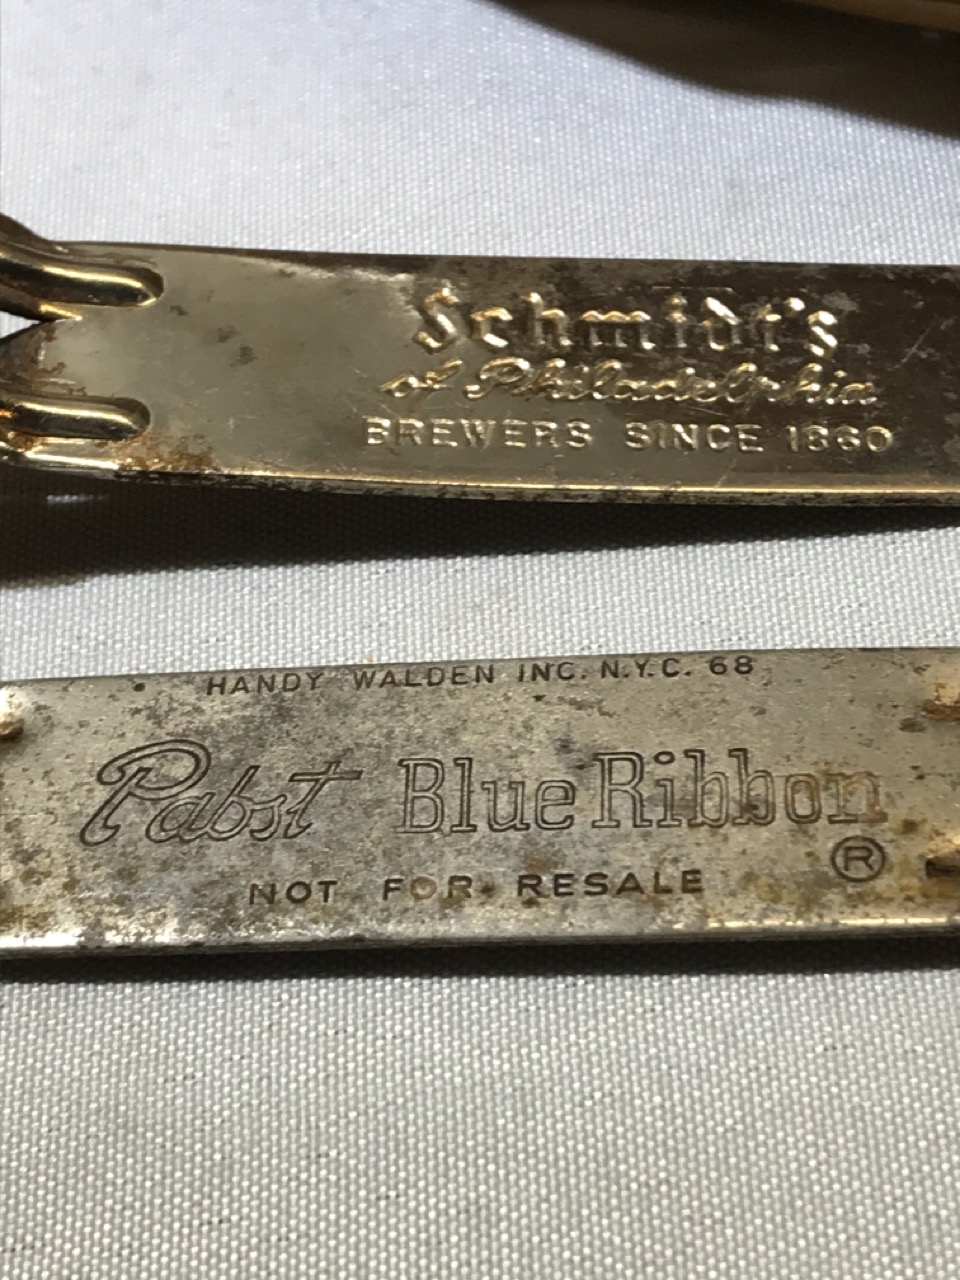 Schmidt's
of Philadelphia
BREWERS SINCE 1860
HANDY WALDEN INC. N.Y.C. 68
Pabst Blue Ribbon
®
NOT FOR RESALE